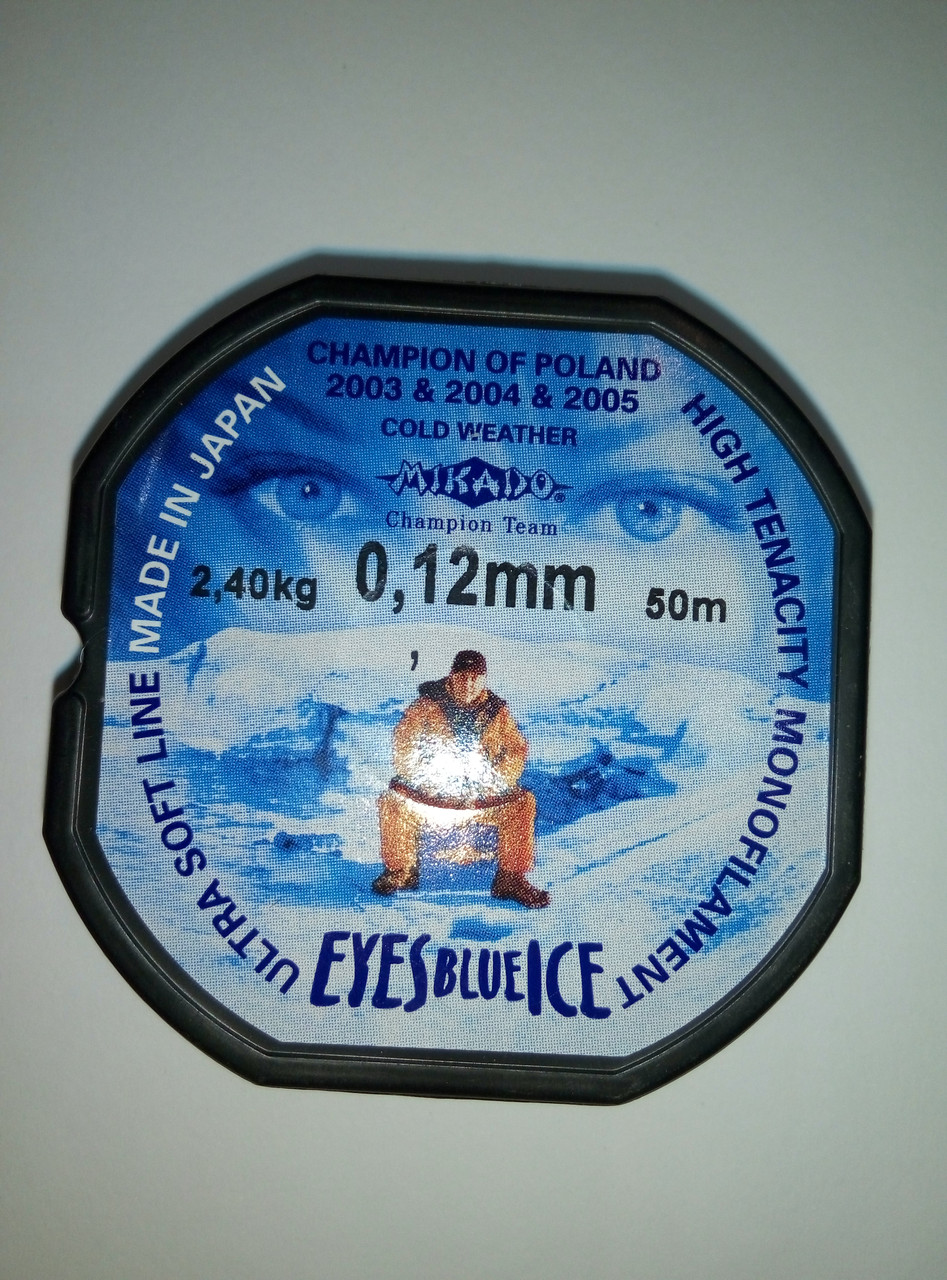 CHAMPION OF POLAND
2003 & 2004 & 2005
COLD WEATHER
MIKADO®
Champion Team
2,40kg 0,12mm 50m
,
EYES BLUE ICE
ULTRA SOFT LINE MADE IN JAPAN
HIGH TENACITY MONOFILAMENT